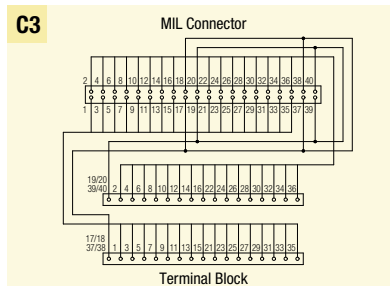 C3
MIL Connector
2 4 6 8 10 12 14 16 18 20 22 24 26 28 30 32 34 36 38 40
1 3 5 7 9 11 13 15 17 19 21 23 25 27 29 31 33 35 37 39
19/20
39/40 2 4 6 8 10 12 14 16 22 24 26 28 30 32 34 36
17/18
37/38 1 3 5 7 9 11 13 15 21 23 25 27 29 31 33 35
Terminal Block